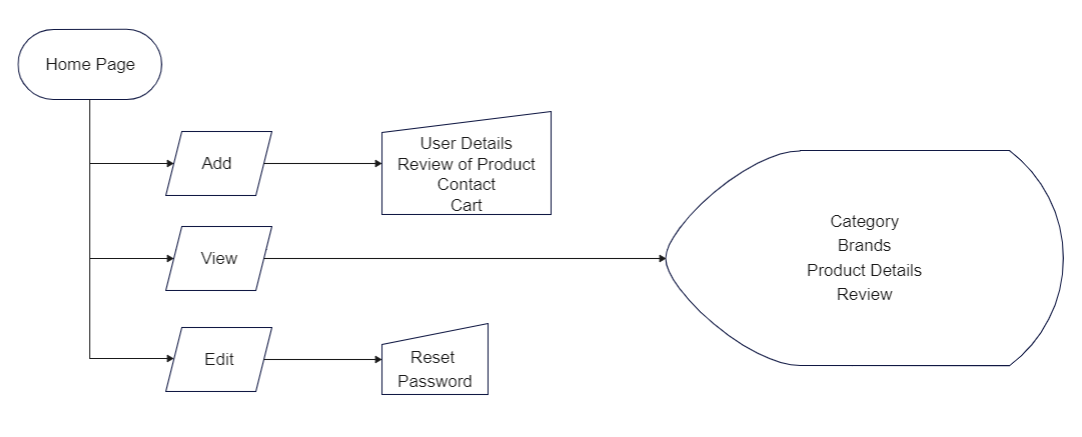 Home Page
Add
User Details
Review of Product
Contact
Cart
View
Category
Brands
Product Details
Review
Edit
Reset
Password